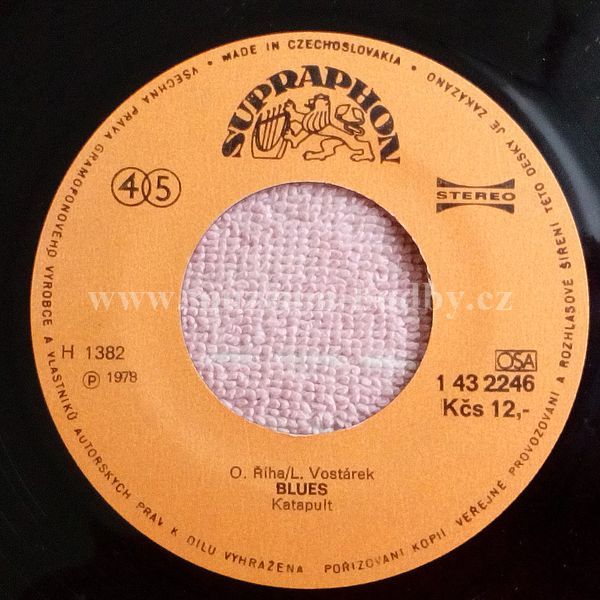 VŠECHNA PRÁVA GRAMOFONOVÉHO VÝROBCE A VLASTNÍKŮ AUTORSKÝCH PRÁV K DÍLU VYHRAŽENA POŘIZOVÁNÍ KOPIÍ VEŘEJNÉ PROVOZOVÁNÍ A ROZHLASOVÉ ŠÍŘENÍ TÉTO DESKY JE ZAKÁZÁNO • MADE IN CZECHOSLOVAKIA •
SUPRAPHON
45
STEREO
H 1382
Ⓟ 1978
OSA
1 43 2246
Kčs 12,-
O. Říha/L. Vostárek
BLUES
Katapult